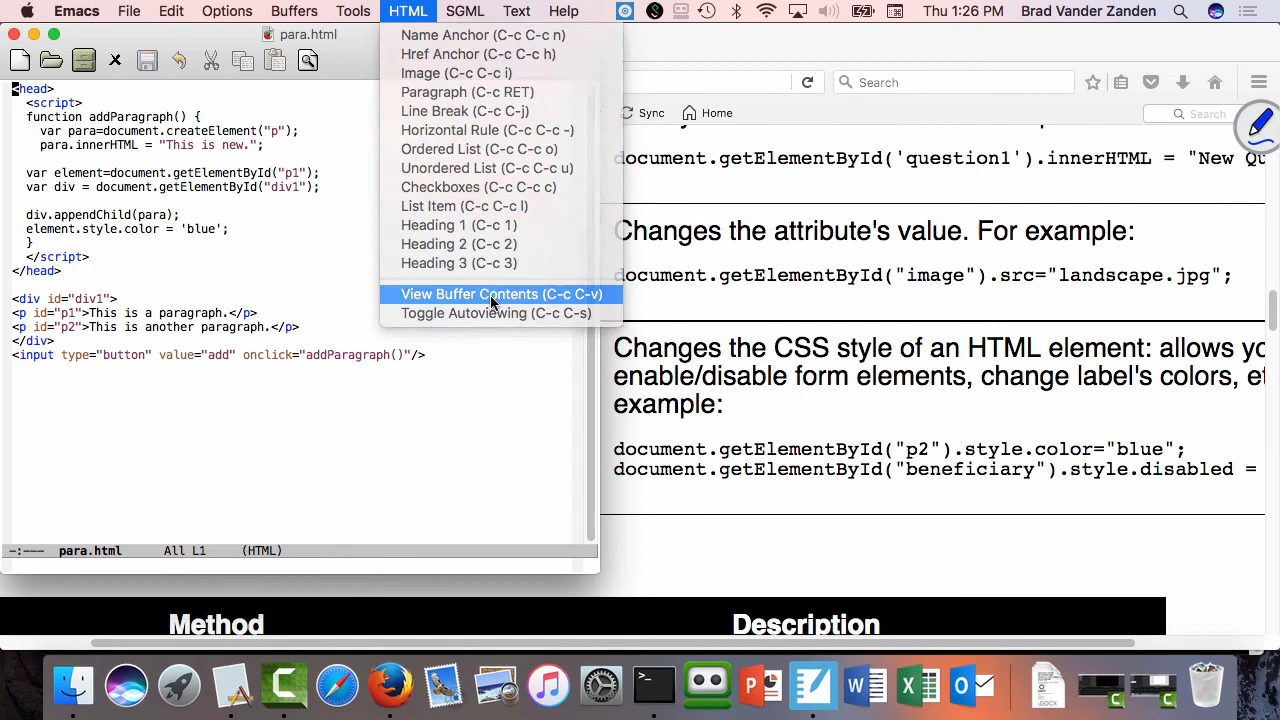 Emacs File Edit Options Buffers Tools HTML SGML Text Help Thu 1:26 PM Brad Vander Zanden
para.html
Name Anchor (C-c C-c n)
Href Anchor (C-c C-c h)
Image (C-c C-c i)
Paragraph (C-c RET)
Line Break (C-c C-j)
Horizontal Rule (C-c C-c -)
Ordered List (C-c C-c o)
Unordered List (C-c C-c u)
Checkboxes (C-c C-c c)
List Item (C-c C-c l)
Heading 1 (C-c 1)
Heading 2 (C-c 2)
Heading 3 (C-c 3)
View Buffer Contents (C-c C-v)
Toggle Autoviewing (C-c C-s)
<head>
<script>
function addParagraph() {
var para=document.createElement("p");
para.innerHTML = "This is new.";
var element=document.getElementById("p1");
var div = document.getElementById("div1");
div.appendChild(para);
element.style.color = 'blue';
}
</script>
</head>
<div id="div1">
<p id="p1">This is a paragraph.</p>
<p id="p2">This is another paragraph.</p>
</div>
<input type="button" value="add" onclick="addParagraph()"/>
-:--- para.html All L1 (HTML)
Search
Sync Home Search
document.getElementById('question1').innerHTML = "New Qu
Changes the attribute's value. For example:
document.getElementById("image").src="landscape.jpg";
Changes the CSS style of an HTML element: allows yo
enable/disable form elements, change label's colors, et
example:
document.getElementById("p2").style.color="blue";
document.getElementById("beneficiary").style.disabled =
Method Description
DOCX